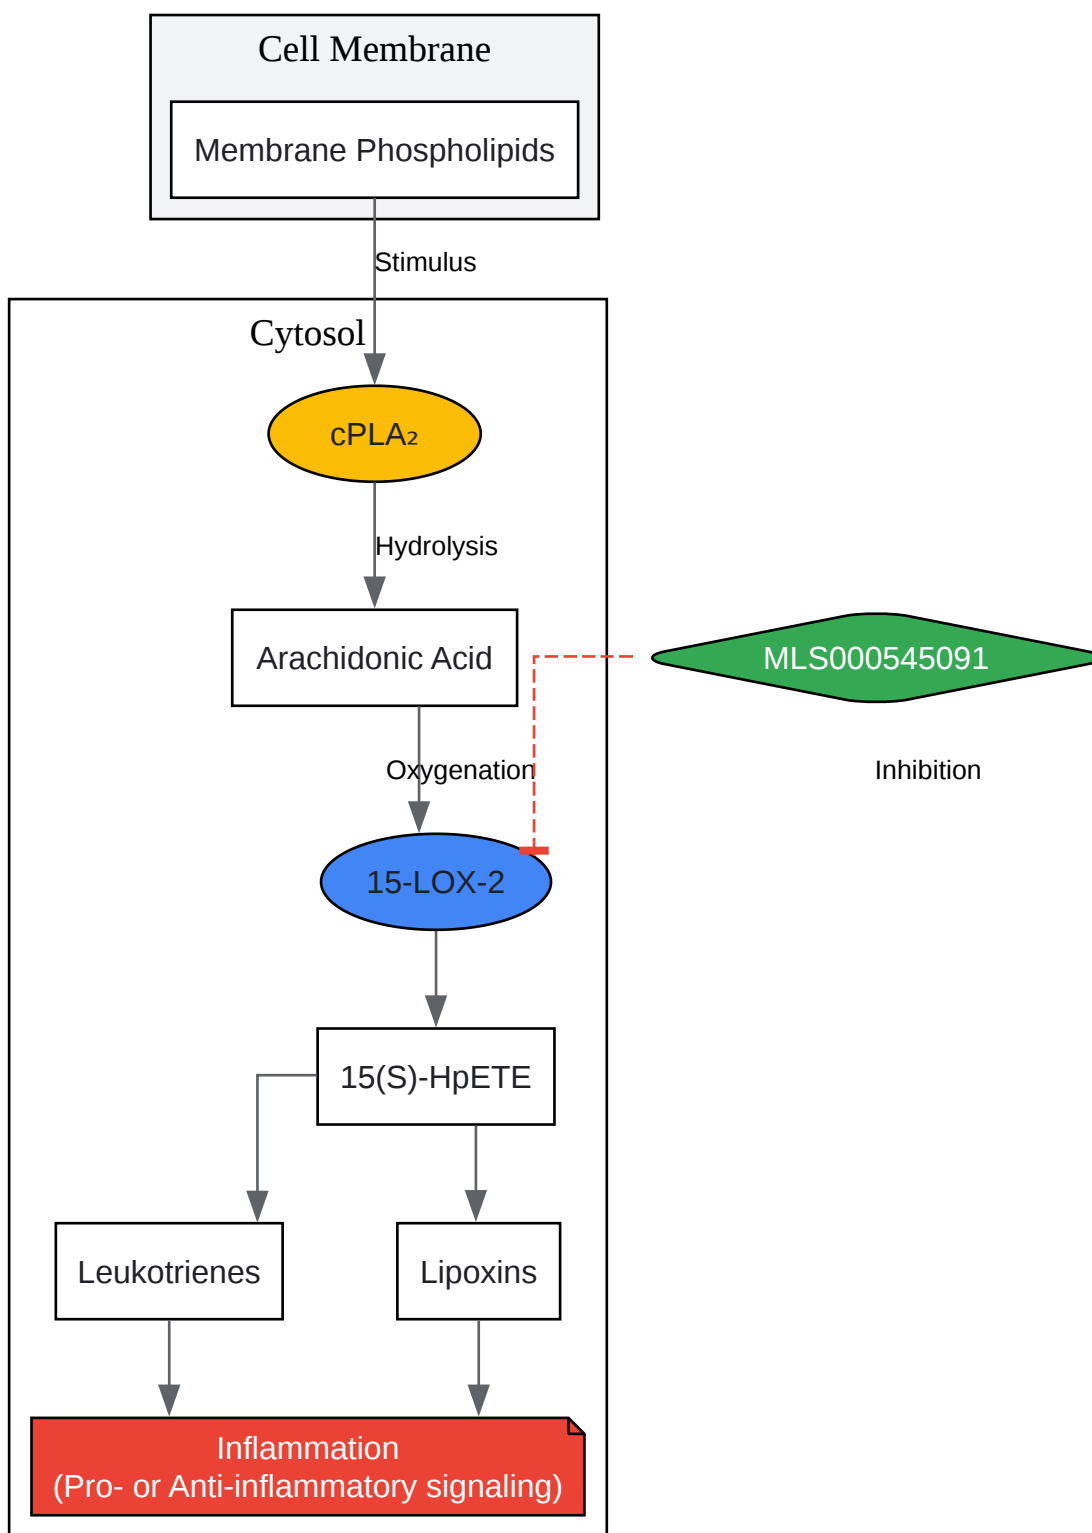 Cell Membrane
Membrane Phospholipids
Stimulus
Cytosol
cPLA₂
Hydrolysis
Arachidonic Acid
MLS000545091
Oxygenation
Inhibition
15-LOX-2
15(S)-HpETE
Leukotrienes
Lipoxins
Inflammation
(Pro- or Anti-inflammatory signaling)